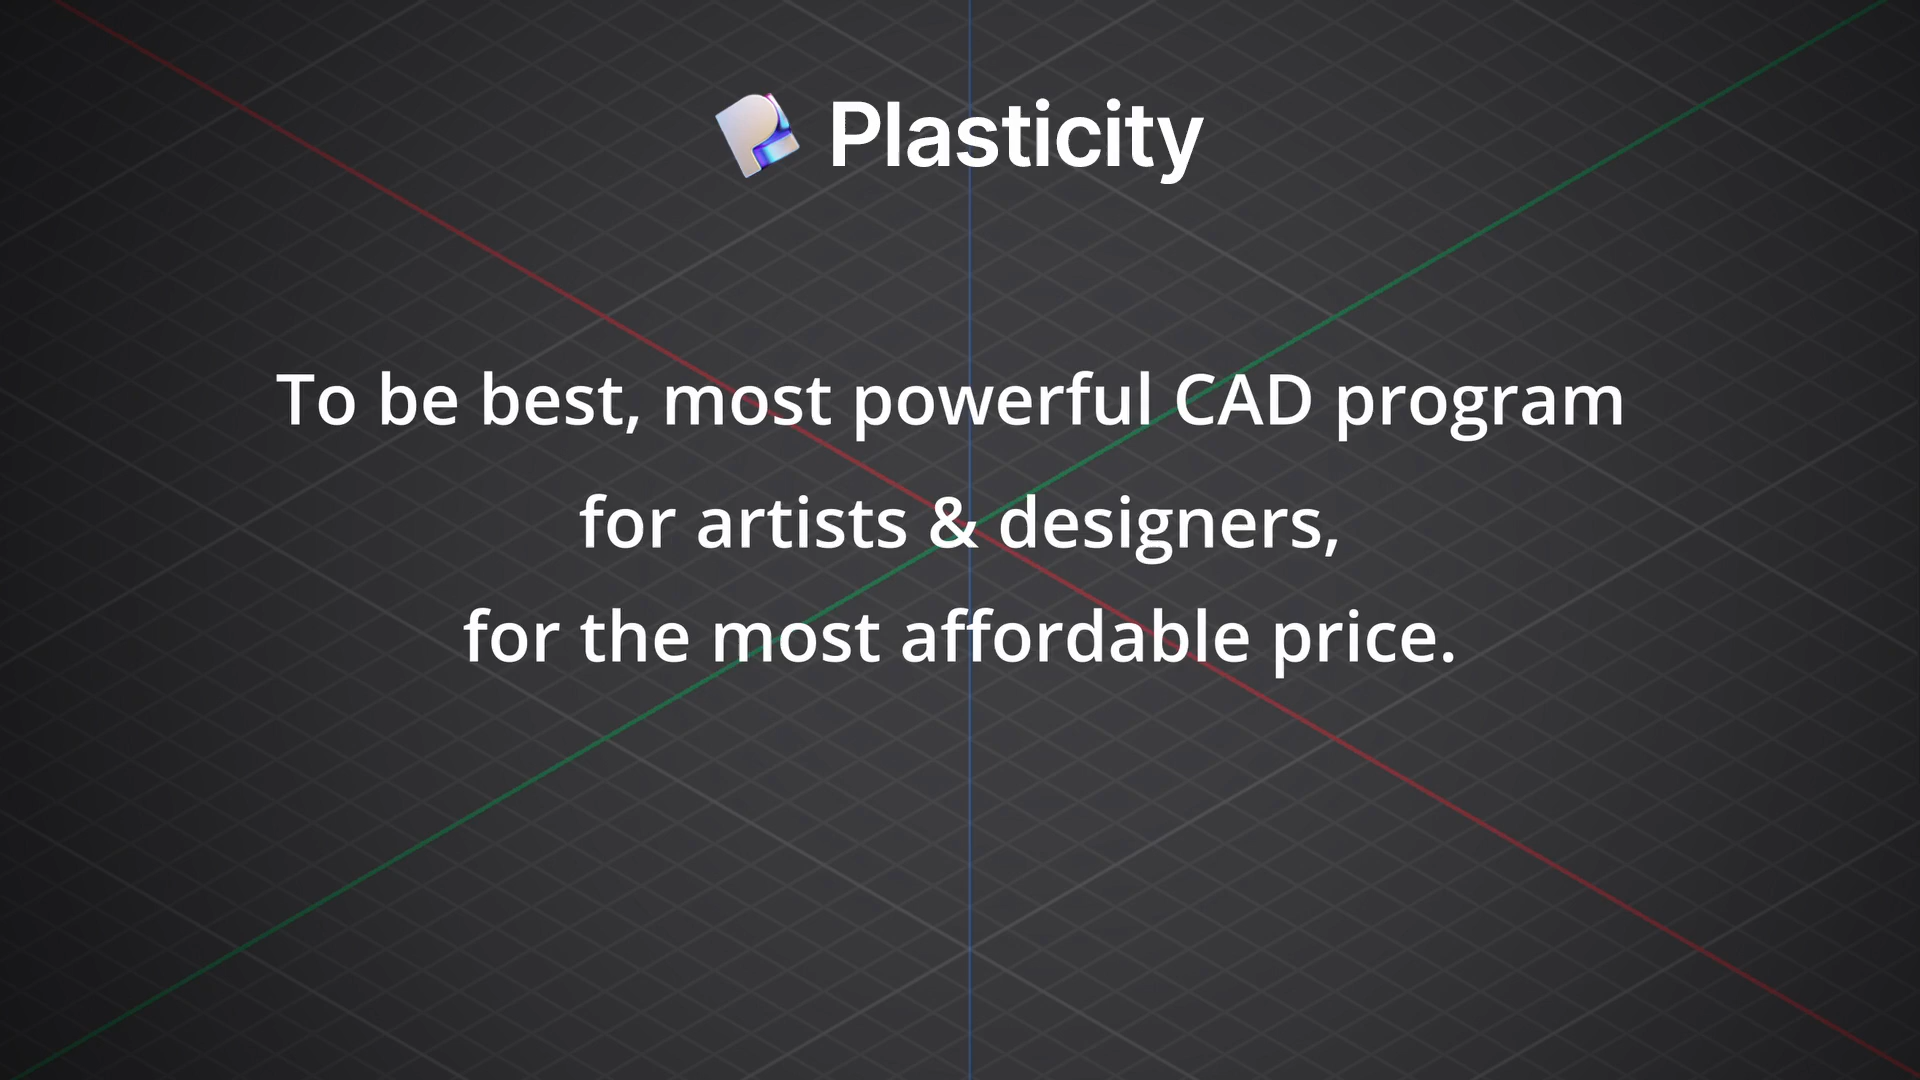 Plasticity
To be best, most powerful CAD program
for artists & designers,
for the most affordable price.